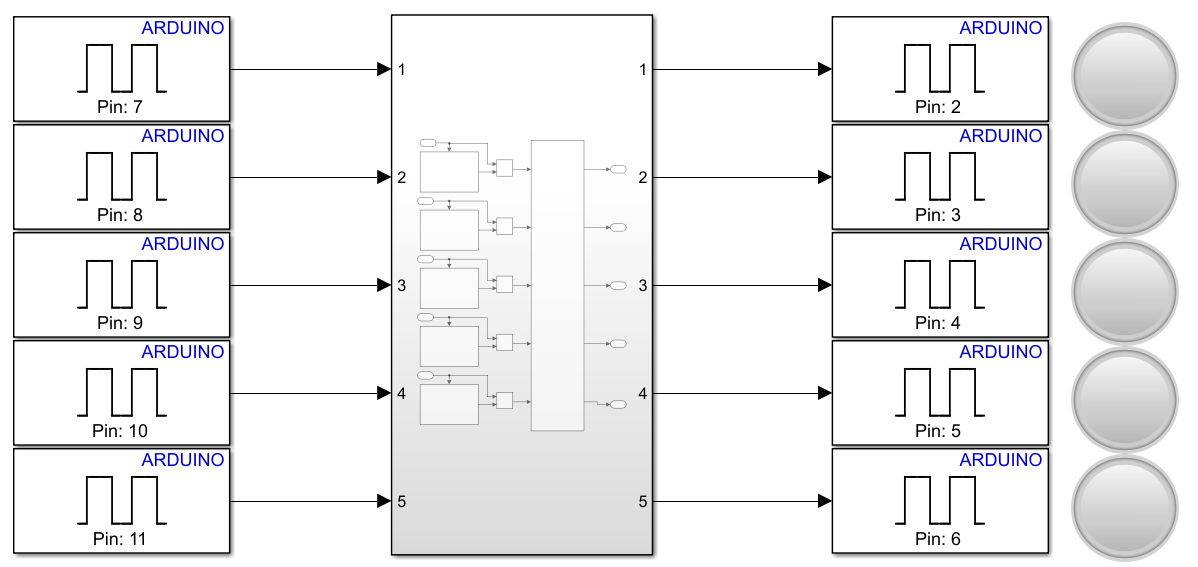 ARDUINO
Pin: 7
1
1
ARDUINO
Pin: 2
ARDUINO
Pin: 8
2
2
ARDUINO
Pin: 3
ARDUINO
Pin: 9
3
3
ARDUINO
Pin: 4
ARDUINO
Pin: 10
4
4
ARDUINO
Pin: 5
ARDUINO
Pin: 11
5
5
ARDUINO
Pin: 6